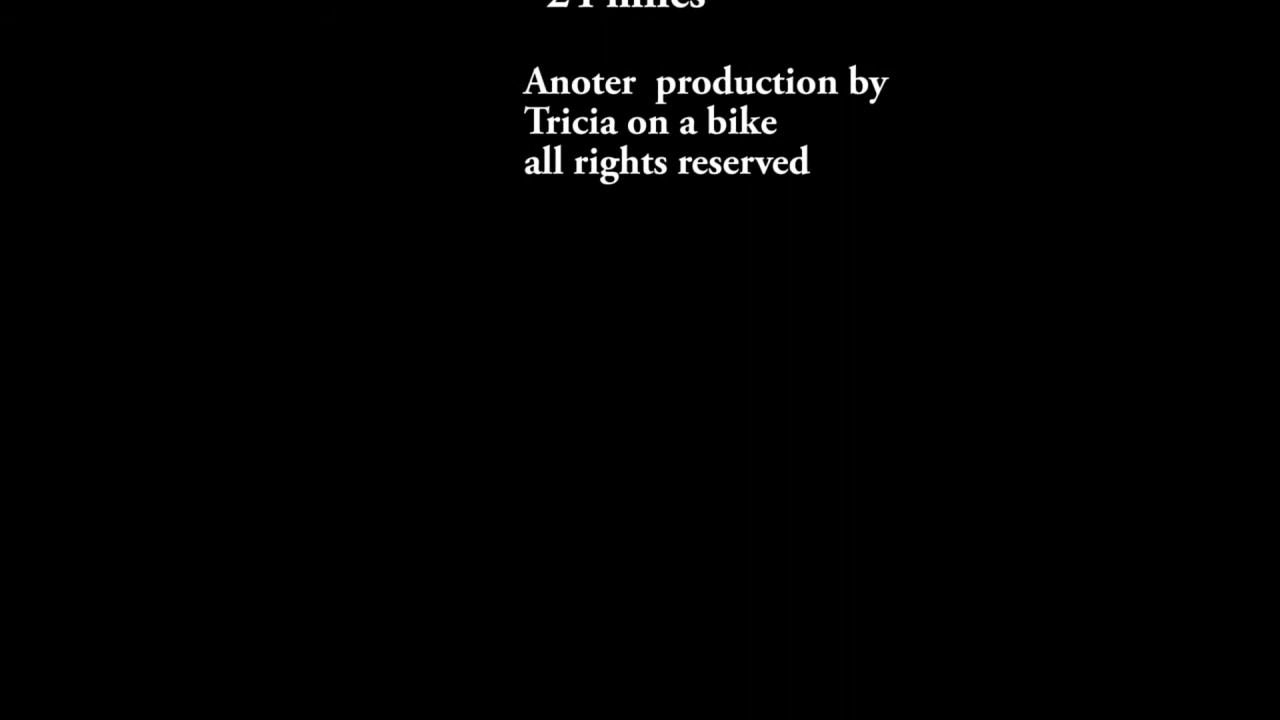 Anoter production by
Tricia on a bike
all rights reserved